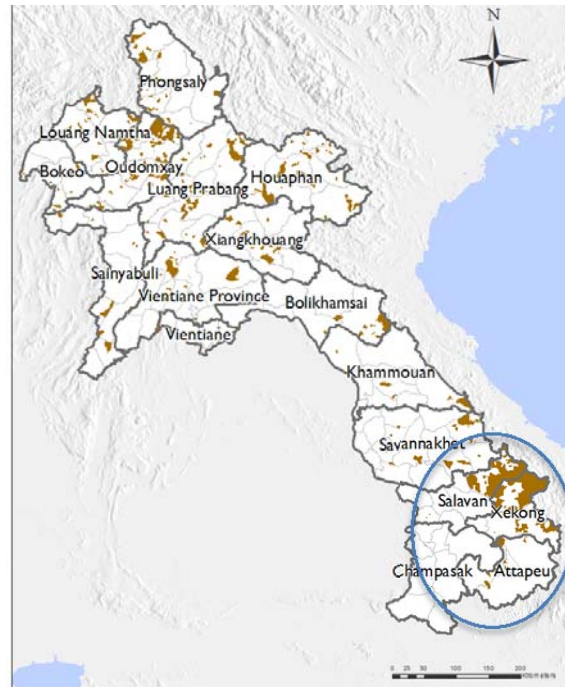 N
Phongsaly
Louang Namtha
Bokeo
Oudomxay
Luang Prabang
Houaphan
Xiangkhouang
Sainyabuli
Vientiane Province
Bolikhamsai
Vientiane
Khammouan
Savannakhet
Salavan
Xekong
Champasak
Attapeu
0 25 50 100 150 200